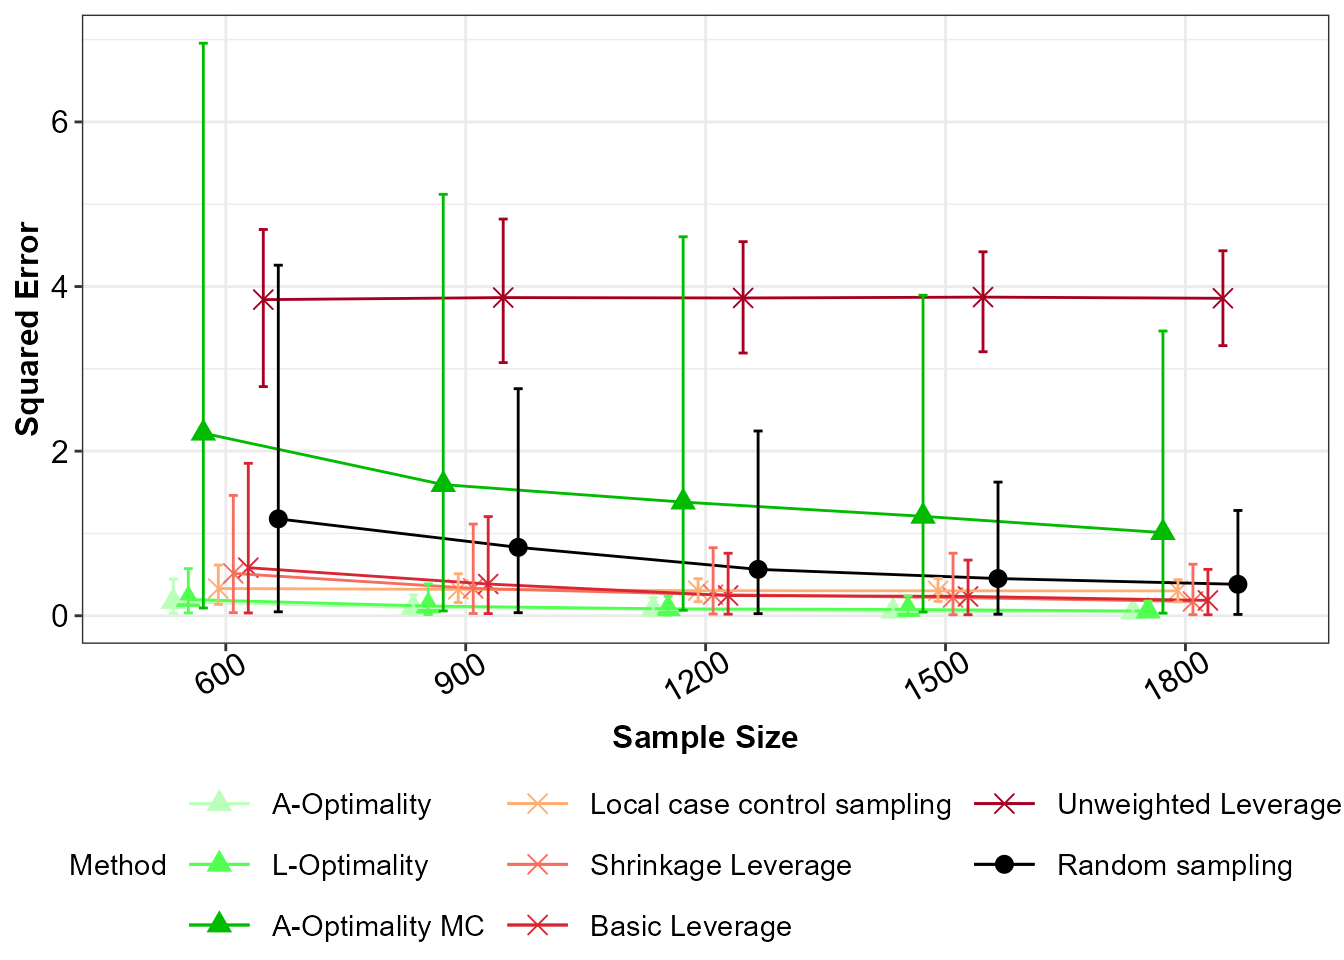 6
4
2
0
Squared Error
600
900
1200
1500
1800
Sample Size
Method
A-Optimality
L-Optimality
A-Optimality MC
Local case control sampling
Shrinkage Leverage
Basic Leverage
Unweighted Leverage
Random sampling